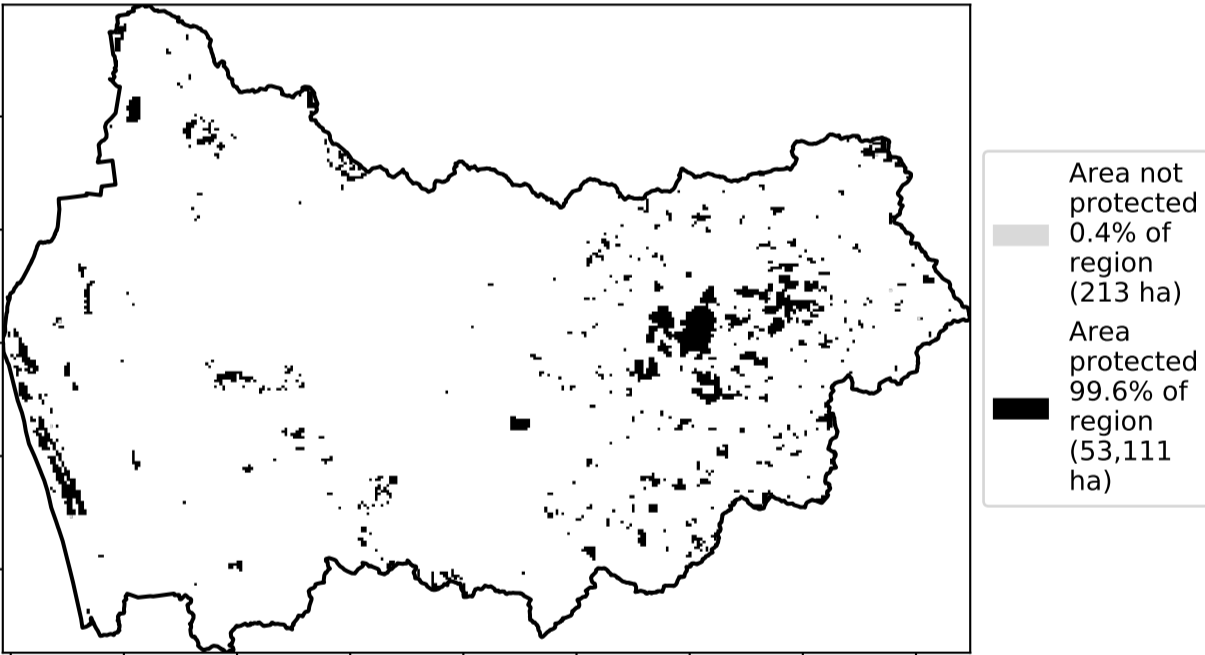 Area not
protected
0.4% of
region
(213 ha)
Area
protected
99.6% of
region
(53,111
ha)